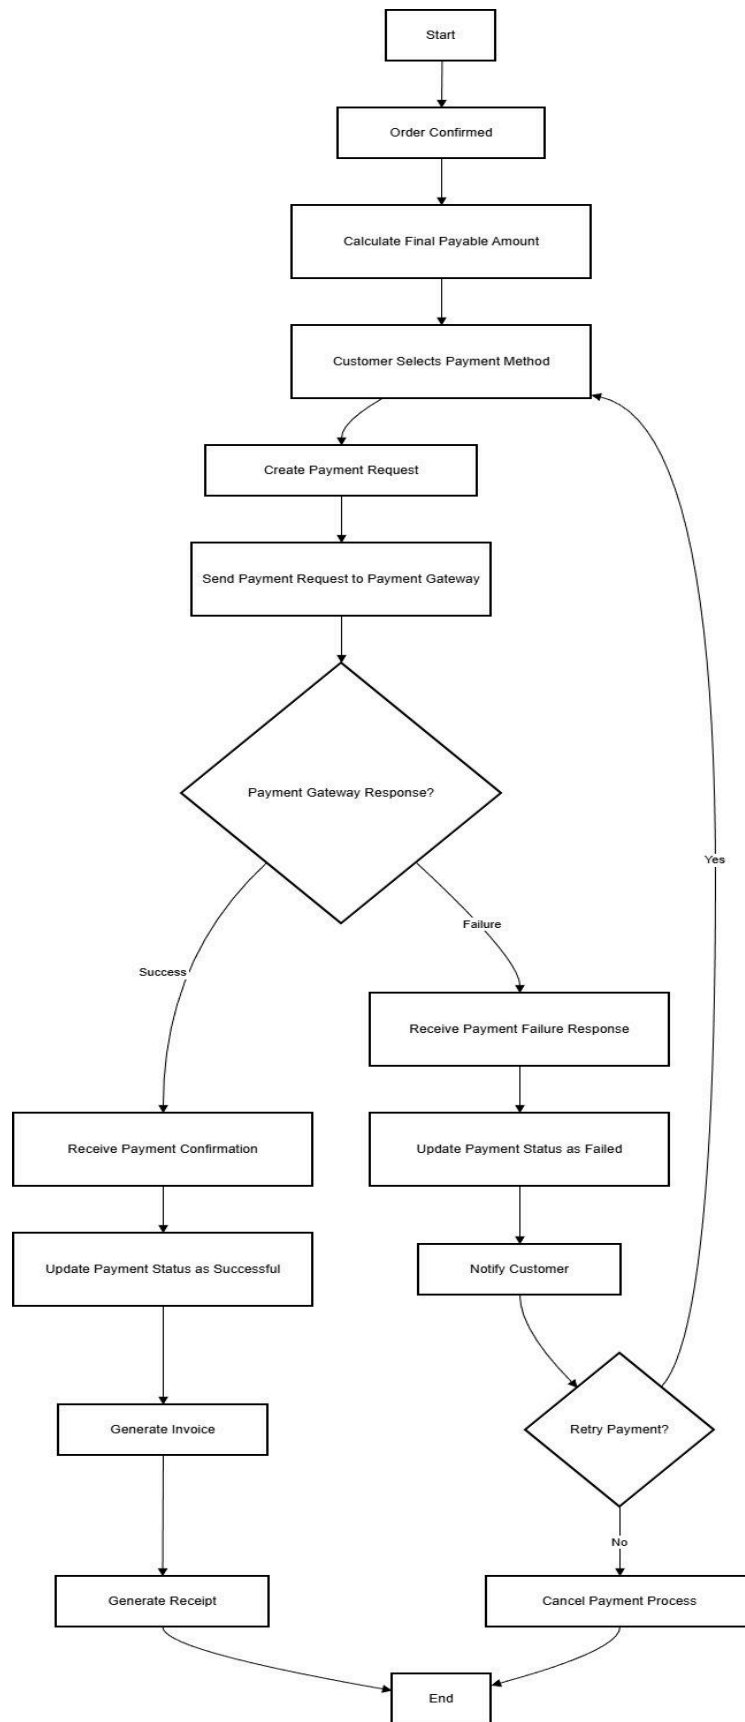 Start
Order Confirmed
Calculate Final Payable Amount
Customer Selects Payment Method
Create Payment Request
Send Payment Request to Payment Gateway
Payment Gateway Response?
Yes
Failure
Success
Receive Payment Failure Response
Receive Payment Confirmation
Update Payment Status as Failed
Update Payment Status as Successful
Notify Customer
Generate Invoice
Retry Payment?
No
Generate Receipt
Cancel Payment Process
End